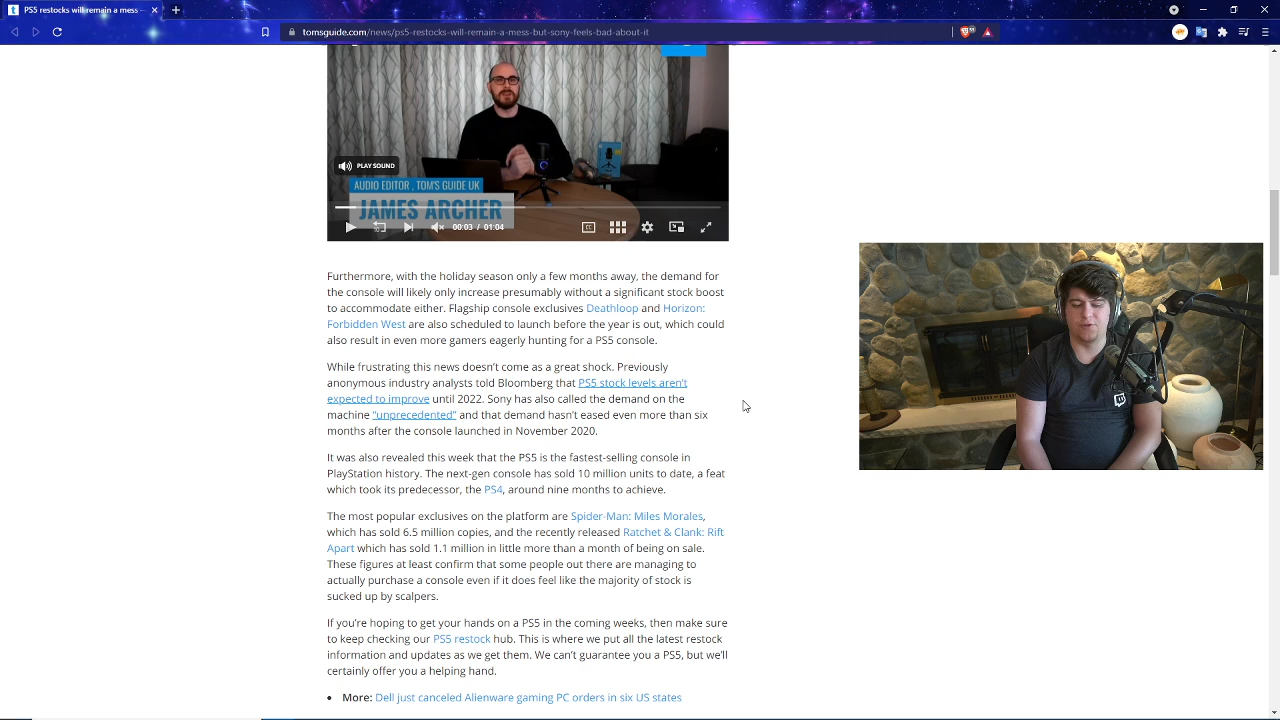 PS5 restocks will remain a mess –
tomsguide.com/news/ps5-restocks-will-remain-a-mess-but-sony-feels-bad-about-it
PLAY SOUND
AUDIO EDITOR , TOM'S GUIDE UK
JAMES ARCHER
00:03 / 01:04
Furthermore, with the holiday season only a few months away, the demand for
the console will likely only increase presumably without a significant stock boost
to accommodate either. Flagship console exclusives Deathloop and Horizon:
Forbidden West are also scheduled to launch before the year is out, which could
also result in even more gamers eagerly hunting for a PS5 console.
While frustrating this news doesn't come as a great shock. Previously
anonymous industry analysts told Bloomberg that PS5 stock levels aren't
expected to improve until 2022. Sony has also called the demand on the
machine “unprecedented” and that demand hasn't eased even more than six
months after the console launched in November 2020.
It was also revealed this week that the PS5 is the fastest-selling console in
PlayStation history. The next-gen console has sold 10 million units to date, a feat
which took its predecessor, the PS4, around nine months to achieve.
The most popular exclusives on the platform are Spider-Man: Miles Morales,
which has sold 6.5 million copies, and the recently released Ratchet & Clank: Rift
Apart which has sold 1.1 million in little more than a month of being on sale.
These figures at least confirm that some people out there are managing to
actually purchase a console even if it does feel like the majority of stock is
sucked up by scalpers.
If you're hoping to get your hands on a PS5 in the coming weeks, then make sure
to keep checking our PS5 restock hub. This is where we put all the latest restock
information and updates as we get them. We can't guarantee you a PS5, but we'll
certainly offer you a helping hand.
• More: Dell just canceled Alienware gaming PC orders in six US states